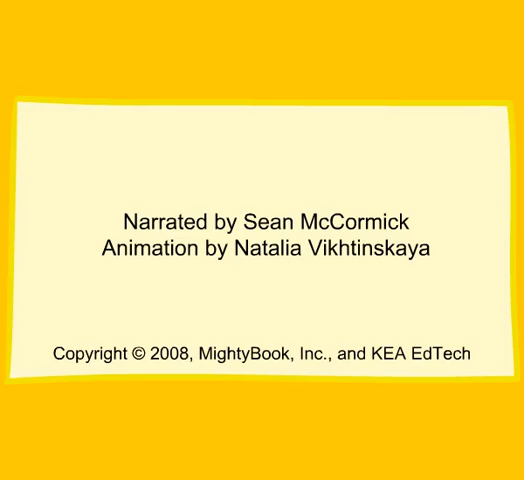 Narrated by Sean McCormick
Animation by Natalia Vikhtinskaya
Copyright © 2008, MightyBook, Inc., and KEA EdTech